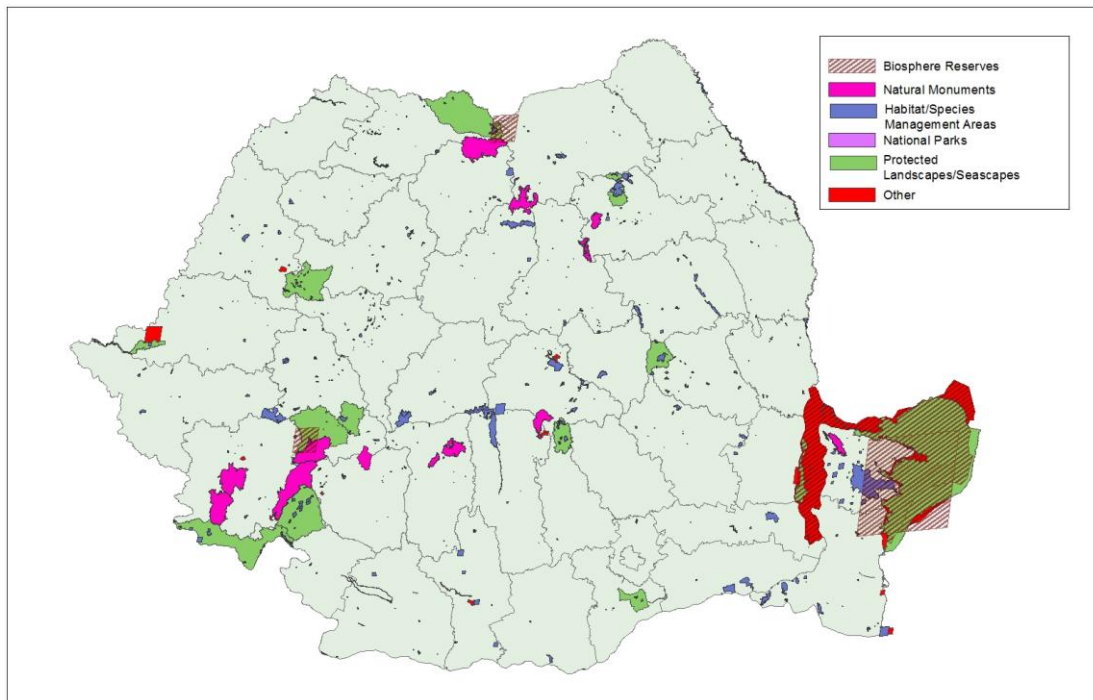 Biosphere Reserves
Natural Monuments
Habitat/Species
Management Areas
National Parks
Protected
Landscapes/Seascapes
Other